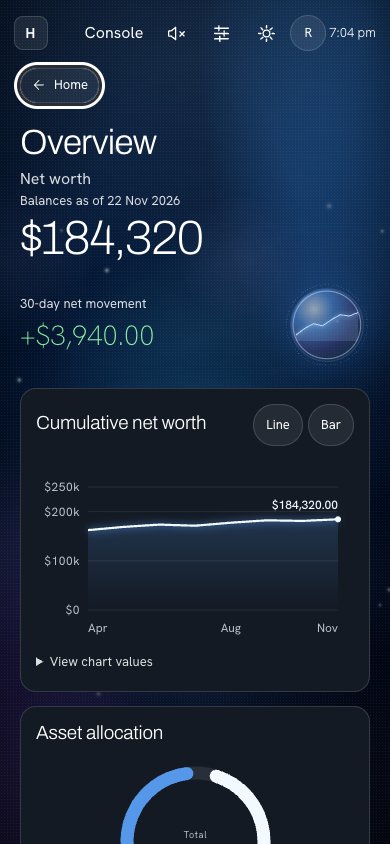 H
Console
R
7:04 pm
← Home
Overview
Net worth
Balances as of 22 Nov 2026
$184,320
30-day net movement
+$3,940.00
Cumulative net worth
Line
Bar
$250k
$184,320.00
$200k
$100k
$0
Apr Aug Nov
View chart values
Asset allocation
Total